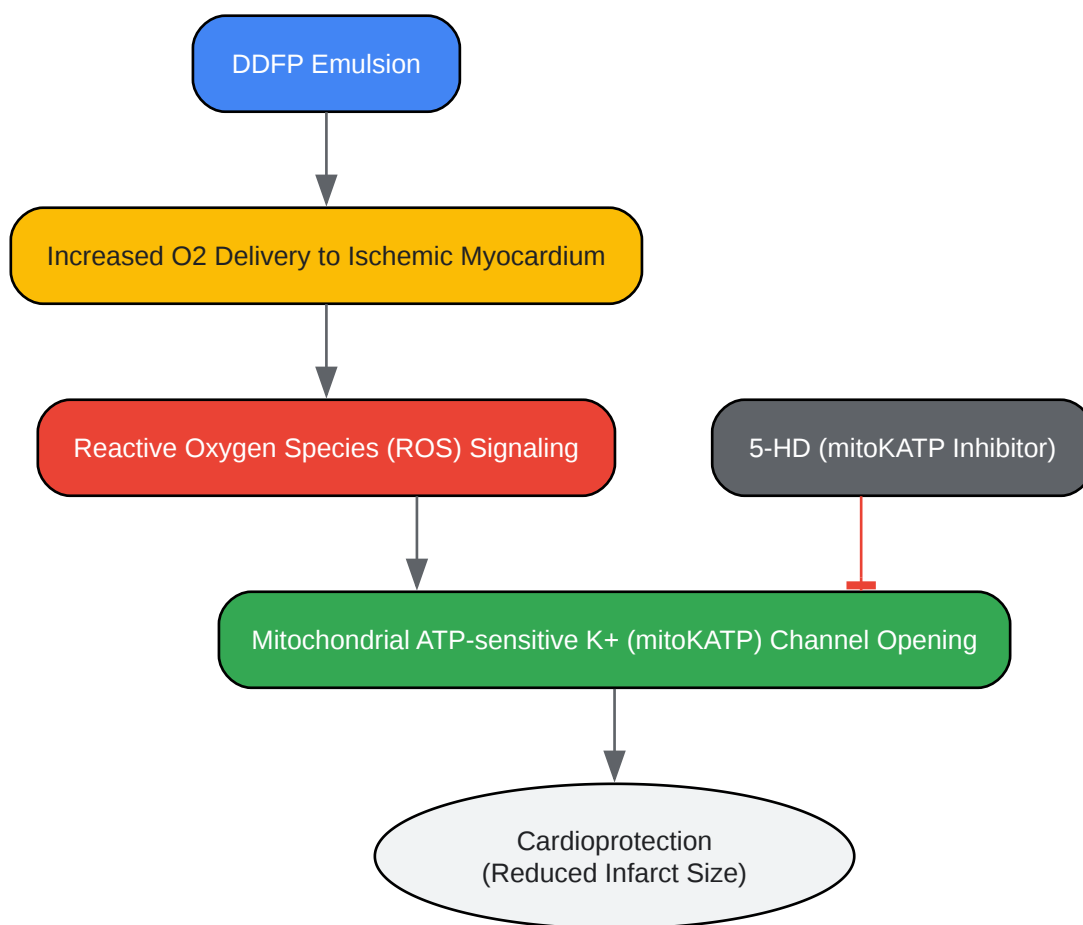 DDFP Emulsion
Increased O2 Delivery to Ischemic Myocardium
Reactive Oxygen Species (ROS) Signaling
5-HD (mitoKATP Inhibitor)
Mitochondrial ATP-sensitive K+ (mitoKATP) Channel Opening
Cardioprotection
(Reduced Infarct Size)